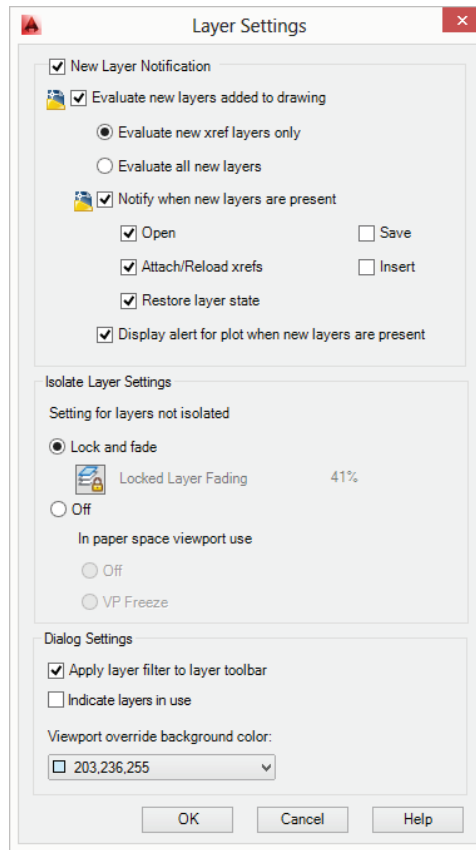 Layer Settings
New Layer Notification
Evaluate new layers added to drawing
Evaluate new xref layers only
Evaluate all new layers
Notify when new layers are present
Open Save
Attach/Reload xrefs Insert
Restore layer state
Display alert for plot when new layers are present
Isolate Layer Settings
Setting for layers not isolated
Lock and fade
Locked Layer Fading 41%
Off
In paper space viewport use
Off
VP Freeze
Dialog Settings
Apply layer filter to layer toolbar
Indicate layers in use
Viewport override background color:
203,236,255
OK Cancel Help